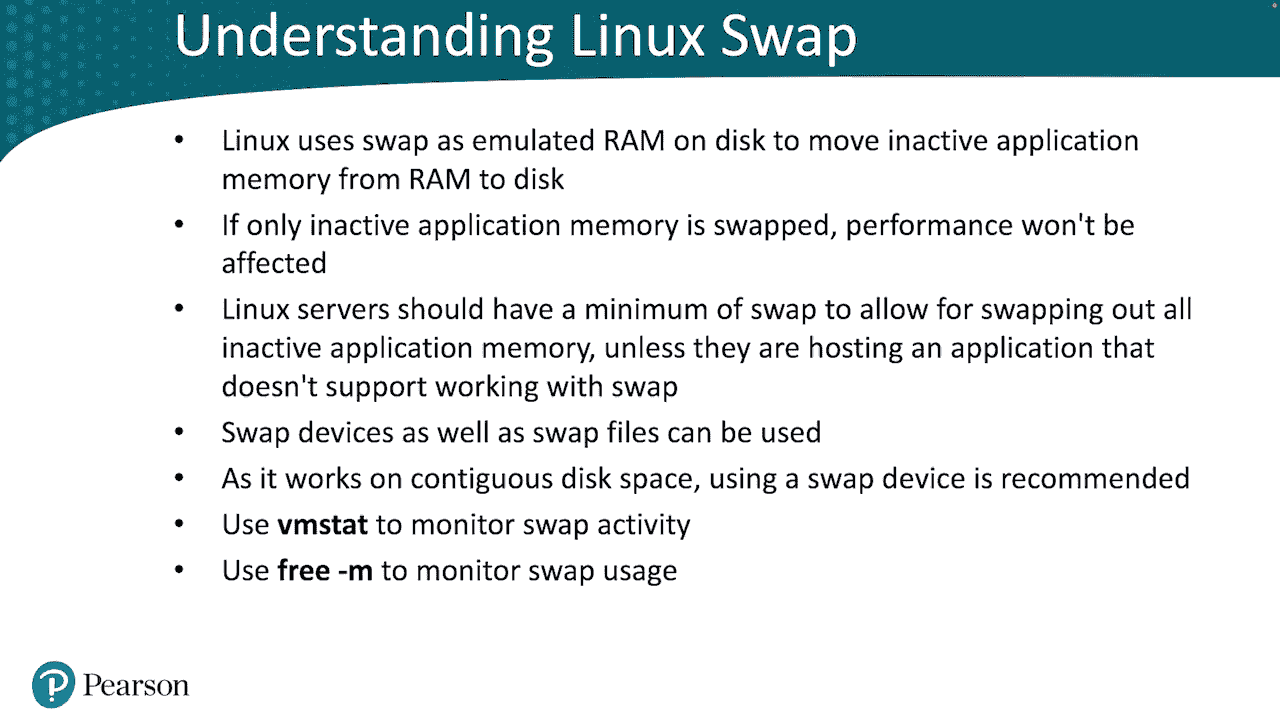 Understanding Linux Swap
• Linux uses swap as emulated RAM on disk to move inactive application
memory from RAM to disk
• If only inactive application memory is swapped, performance won't be
affected
• Linux servers should have a minimum of swap to allow for swapping out all
inactive application memory, unless they are hosting an application that
doesn't support working with swap
• Swap devices as well as swap files can be used
• As it works on contiguous disk space, using a swap device is recommended
• Use vmstat to monitor swap activity
• Use free -m to monitor swap usage
Pearson